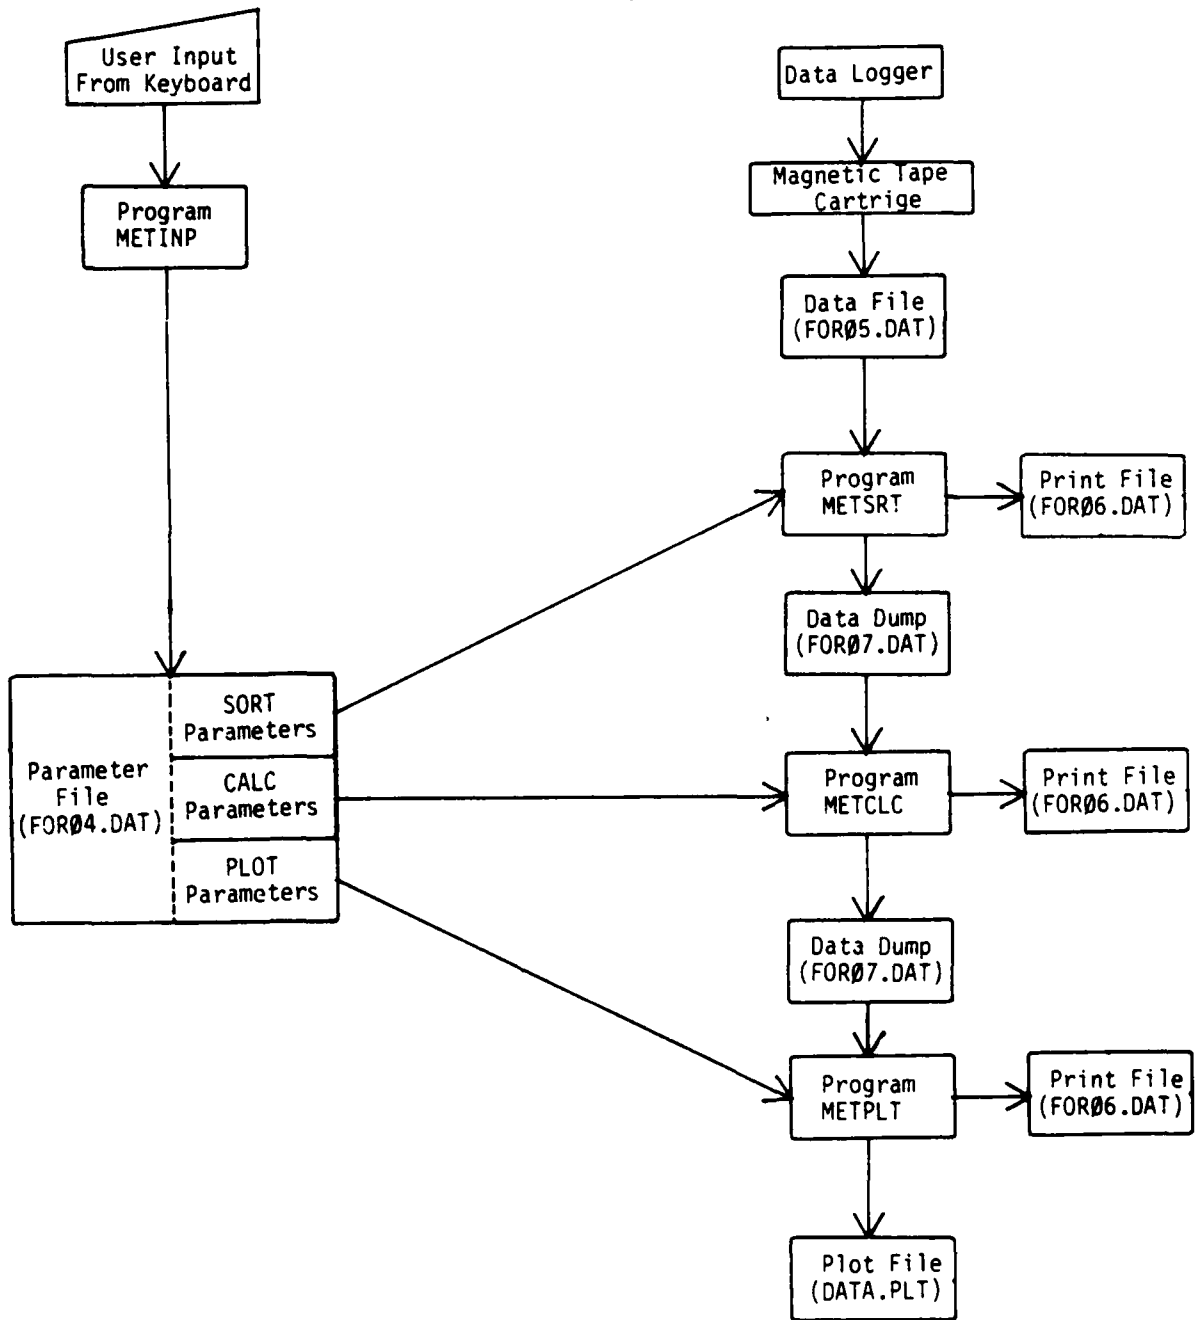 User Input
From Keyboard
Program
METINP
Parameter
File
(FORØ4.DAT)
SORT
Parameters
CALC
Parameters
PLOT
Parameters
Data Logger
Magnetic Tape
Cartrige
Data File
(FORØ5.DAT)
Program
METSRT
Print File
(FORØ6.DAT)
Data Dump
(FORØ7.DAT)
Program
METCLC
Print File
(FORØ6.DAT)
Data Dump
(FORØ7.DAT)
Program
METPLT
Print File
(FORØ6.DAT)
Plot File
(DATA.PLT)